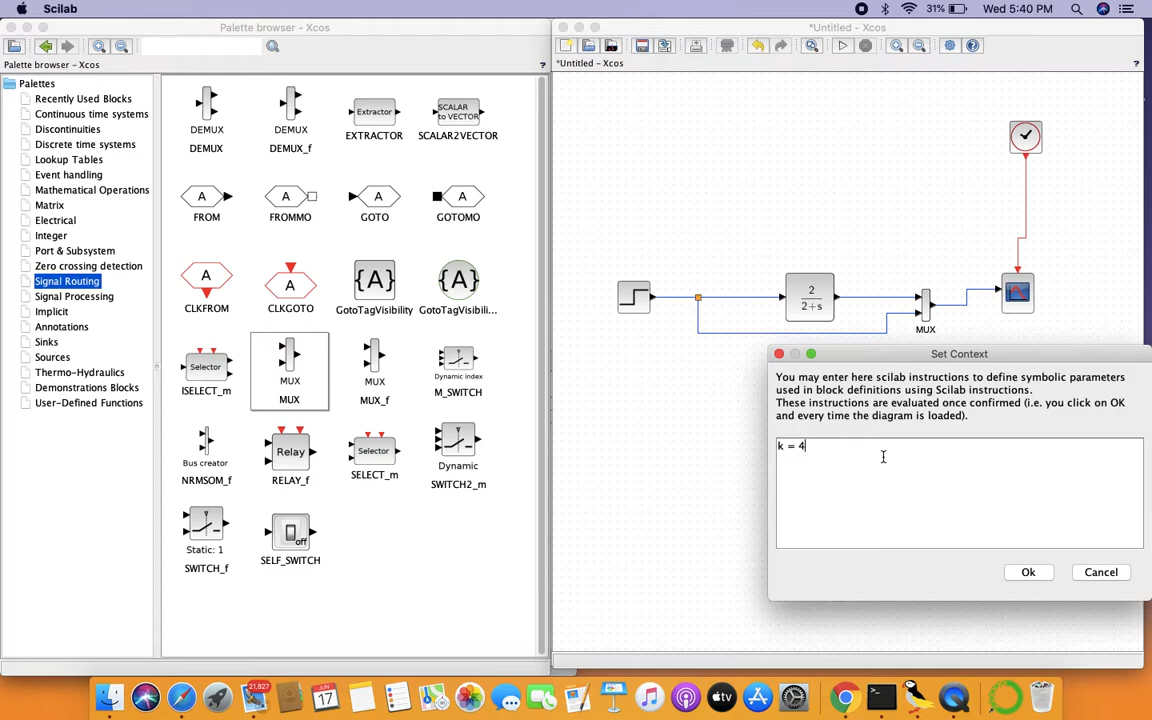 Scilab
31%
Wed 5:40 PM
Palette browser - Xcos
*Untitled - Xcos
Palette browser - Xcos
?
*Untitled - Xcos
?
Palettes
Recently Used Blocks
Continuous time systems
Discontinuities
Discrete time systems
Lookup Tables
Event handling
Mathematical Operations
Matrix
Electrical
Integer
Port & Subsystem
Zero crossing detection
Signal Routing
Signal Processing
Implicit
Annotations
Sinks
Sources
Thermo-Hydraulics
Demonstrations Blocks
User-Defined Functions
DEMUX
DEMUX
Extractor
SCALAR
to VECTOR
DEMUX
DEMUX_f
EXTRACTOR
SCALAR2VECTOR
A
A
A
A
FROM
FROMMO
GOTO
GOTOMO
A
A
{A}
{A}
CLKFROM
CLKGOTO
GotoTagVisibility
GotoTagVisibili...
Selector
MUX
MUX
Dynamic index
ISELECT_m
MUX
MUX_f
M_SWITCH
Bus creator
Relay
Selector
Dynamic
NRMSOM_f
RELAY_f
SELECT_m
SWITCH2_m
Static: 1
off
SWITCH_f
SELF_SWITCH
2
2+s
MUX
Set Context
You may enter here scilab instructions to define symbolic parameters
used in block definitions using Scilab instructions.
These instructions are evaluated once confirmed (i.e. you click on OK
and every time the diagram is loaded).
k = 4
Ok
Cancel
21,827
JUN
17
tv